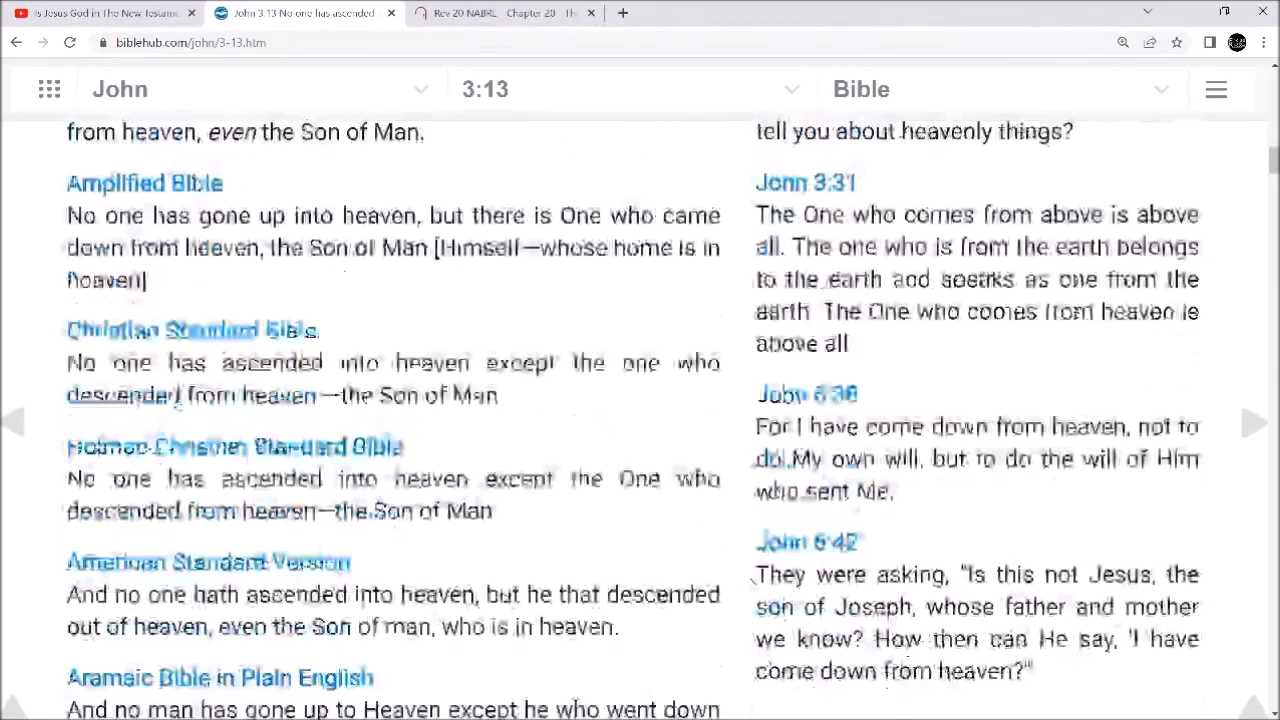 Is Jesus God in The New Testame
John 3:13 No one has ascended
Rev 20 NABRL - Chapter 20 - Th
biblehub.com/john/3-13.htm
John
3:13
Bible
from heaven, even the Son of Man.
Amplified Bible
No one has gone up into heaven, but there is One who came
down from heaven, the Son of Man [Himself—whose home is in
heaven]
Christian Standard Bible
No one has ascended into heaven except the one who
descended from heaven—the Son of Man
Holman Christian Standard Bible
No one has ascended into heaven except the One who
descended from heaven—the Son of Man
American Standard Version
And no one hath ascended into heaven, but he that descended
out of heaven, even the Son of man, who is in heaven.
Aramaic Bible in Plain English
And no man has gone up to Heaven except he who went down
tell you about heavenly things?
John 3:31
The One who comes from above is above
all. The one who is from the earth belongs
to the earth and speaks as one from the
earth. The One who comes from heaven is
above all
John 6:38
For I have come down from heaven, not to
do My own will, but to do the will of Him
who sent Me.
John 6:42
They were asking, "Is this not Jesus, the
son of Joseph, whose father and mother
we know? How then can He say, 'I have
come down from heaven?'"